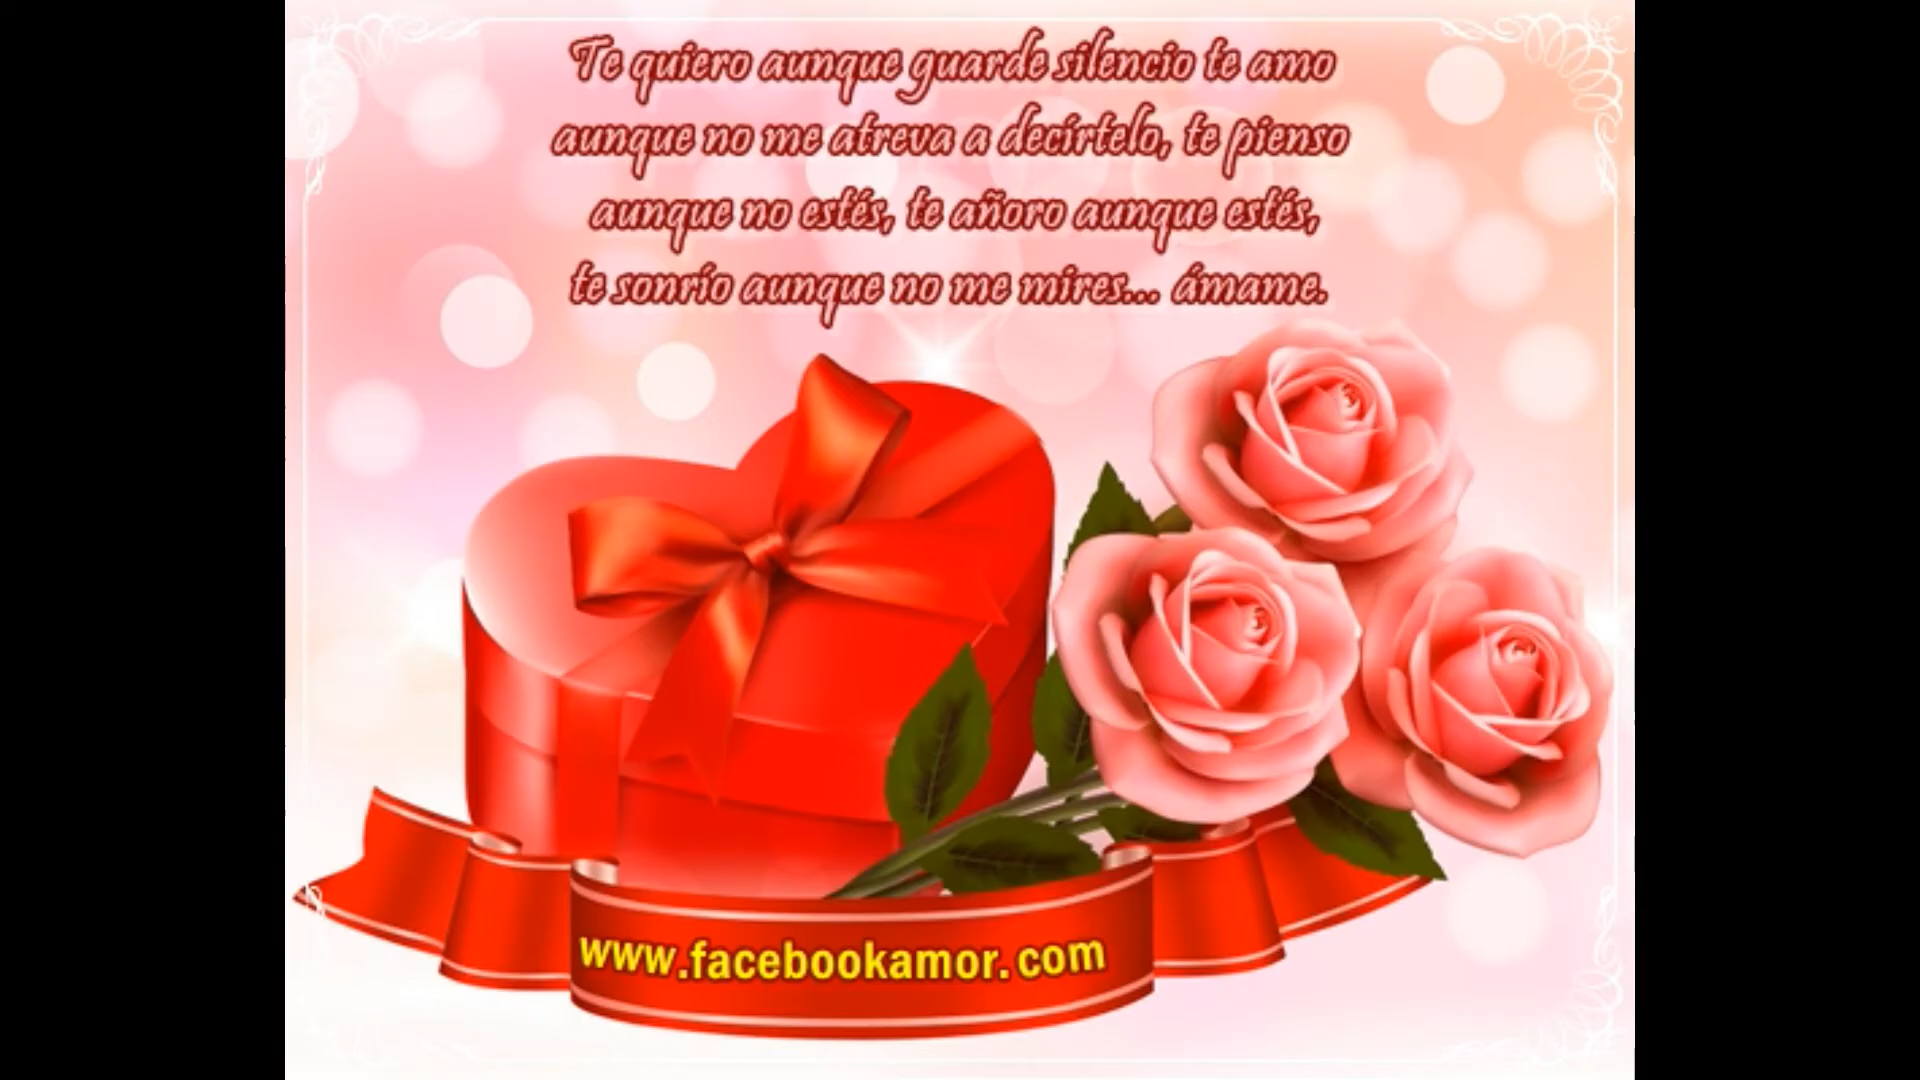 Te quiero aunque guarde silencio te amo
aunque no me atreva a decírtelo, te pienso
aunque no estés, te añoro aunque estés,
te sonrío aunque no me mires... ámame.
www.facebookamor.com